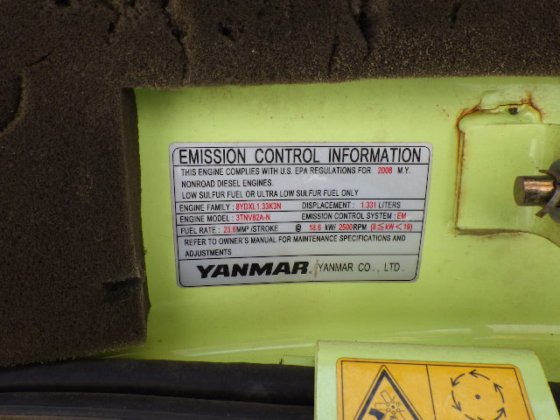 EMISSION CONTROL INFORMATION
THIS ENGINE COMPLIES WITH U.S. EPA REGULATIONS FOR 2008 M.Y.
NONROAD DIESEL ENGINES.
LOW SULFUR FUEL OR ULTRA LOW SULFUR FUEL ONLY
ENGINE FAMILY : 8YDXL1.33K3N DISPLACEMENT : 1.331 LITERS
ENGINE MODEL : 3TNV82A-N EMISSION CONTROL SYSTEM : EM
FUEL RATE : 23.6MM³ /STROKE @ 18.6 kW/ 2500RPM (8≦kW<19)
REFER TO OWNER'S MANUAL FOR MAINTENANCE SPECIFICATIONS AND
ADJUSTMENTS
YANMAR. YANMAR CO., LTD.